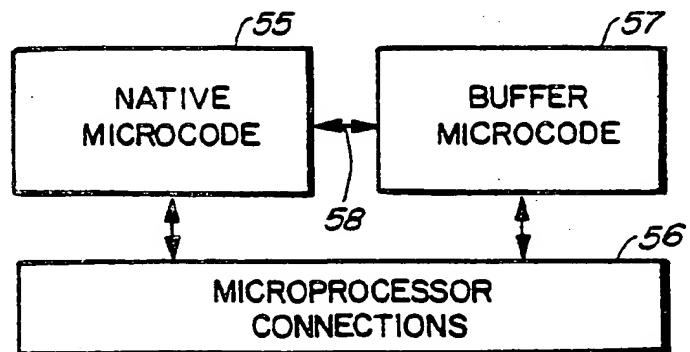 55
57
NATIVE
MICROCODE
BUFFER
MICROCODE
58
56
MICROPROCESSOR
CONNECTIONS